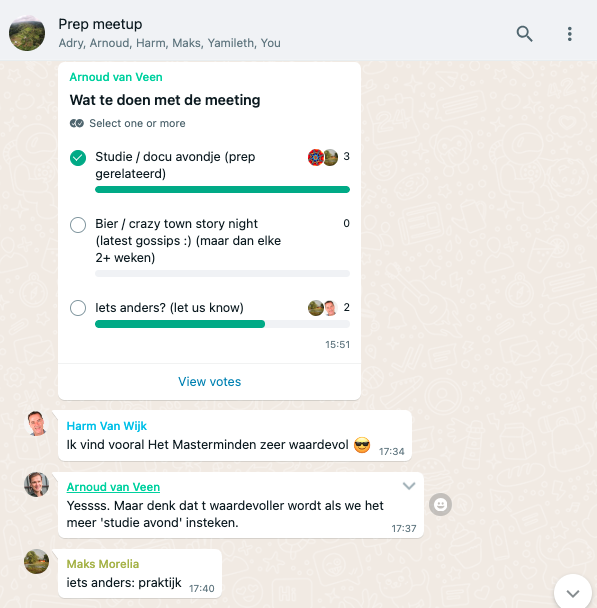 Prep meetup
Adry, Arnoud, Harm, Maks, Yamileth, You
Arnoud van Veen
Wat te doen met de meeting
Select one or more
Studie / docu avondje (prep
gerelateerd)
3
Bier / crazy town story night
(latest gossips :) (maar dan elke
2+ weken)
0
Iets anders? (let us know)
2
15:51
View votes
Harm Van Wijk
Ik vind vooral Het Masterminden zeer waardevol 😎 17:34
Arnoud van Veen
Yessss. Maar denk dat t waardevoller wordt als we het
meer 'studie avond' insteken.
17:37
Maks Morelia
iets anders: praktijk 17:40